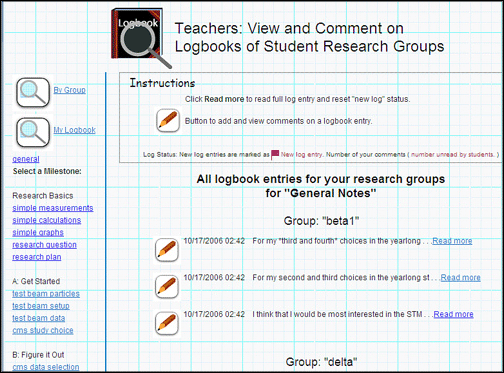 Logbook
Teachers: View and Comment on
Logbooks of Student Research Groups
By Group
My Logbook
general
Select a Milestone:
Research Basics
simple measurements
simple calculations
simple graphs
research question
research plan
A: Get Started
test beam particles
test beam setup
test beam data
cms study choice
B: Figure it Out
cms data selection
Instructions
Click Read more to read full log entry and reset "new log" status.
Button to add and view comments on a logbook entry.
Log Status: New log entries are marked as New log entry. Number of your comments ( number unread by students. )
All logbook entries for your research groups
for "General Notes"
Group: "beta1"
10/17/2006 02:42 For my *third and fourth* choices in the yearlong . . .Read more
10/17/2006 02:42 For my second and third choices in the yearlong st . . .Read more
10/17/2006 02:42 I think that I would be most interested in the STM . . .Read more
Group: "delta"